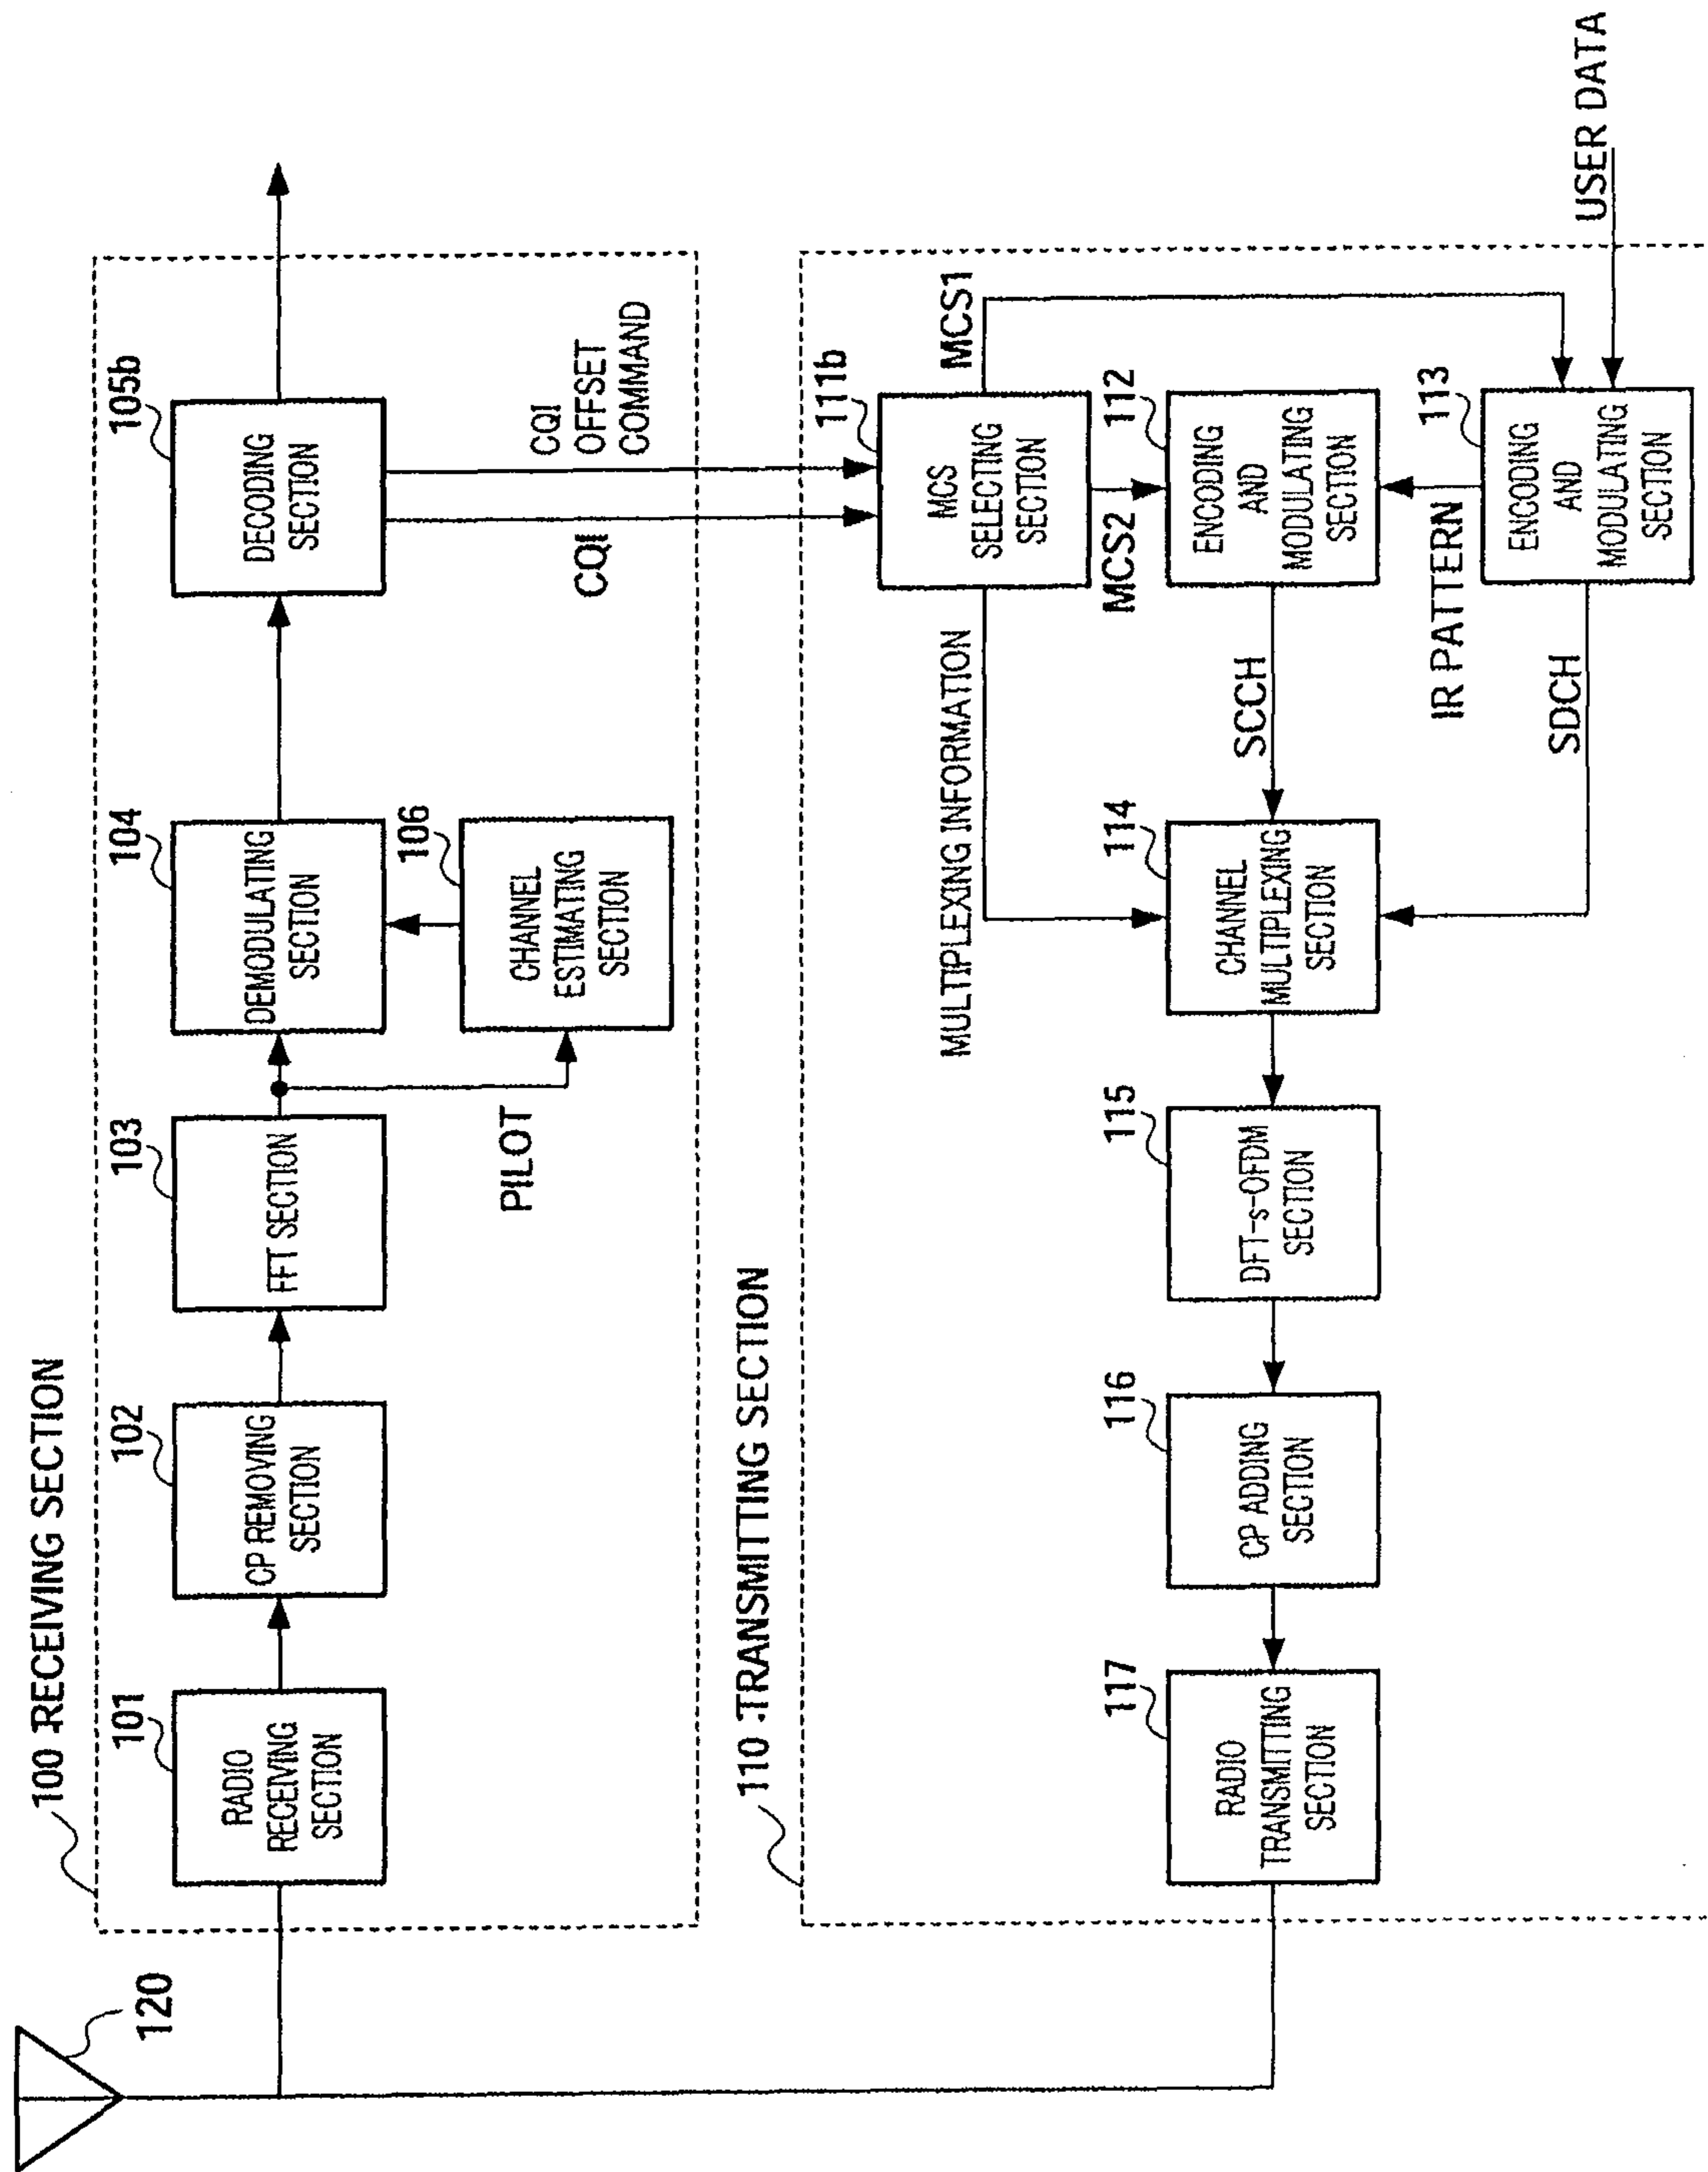 100 RECEIVING SECTION
101
RADIO
RECEIVING
SECTION
102
CP REMOVING
SECTION
103
FFT SECTION
104
DEMODULATING
SECTION
105b
DECODING
SECTION
PILOT
106
CHANNEL
ESTIMATING
SECTION
CQI
CQI
OFFSET
COMMAND
120
110 TRANSMITTING SECTION
MULTIPLEXING INFORMATION
111b
MCS
SELECTING
SECTION
MCS1
MCS2
117
RADIO
TRANSMITTING
SECTION
116
CP ADDING
SECTION
115
DFT-s-OFDM
SECTION
114
CHANNEL
MULTIPLEXING
SECTION
SCCH
112
ENCODING
AND
MODULATING
SECTION
IR PATTERN
SDCH
113
ENCODING
AND
MODULATING
SECTION
USER DATA